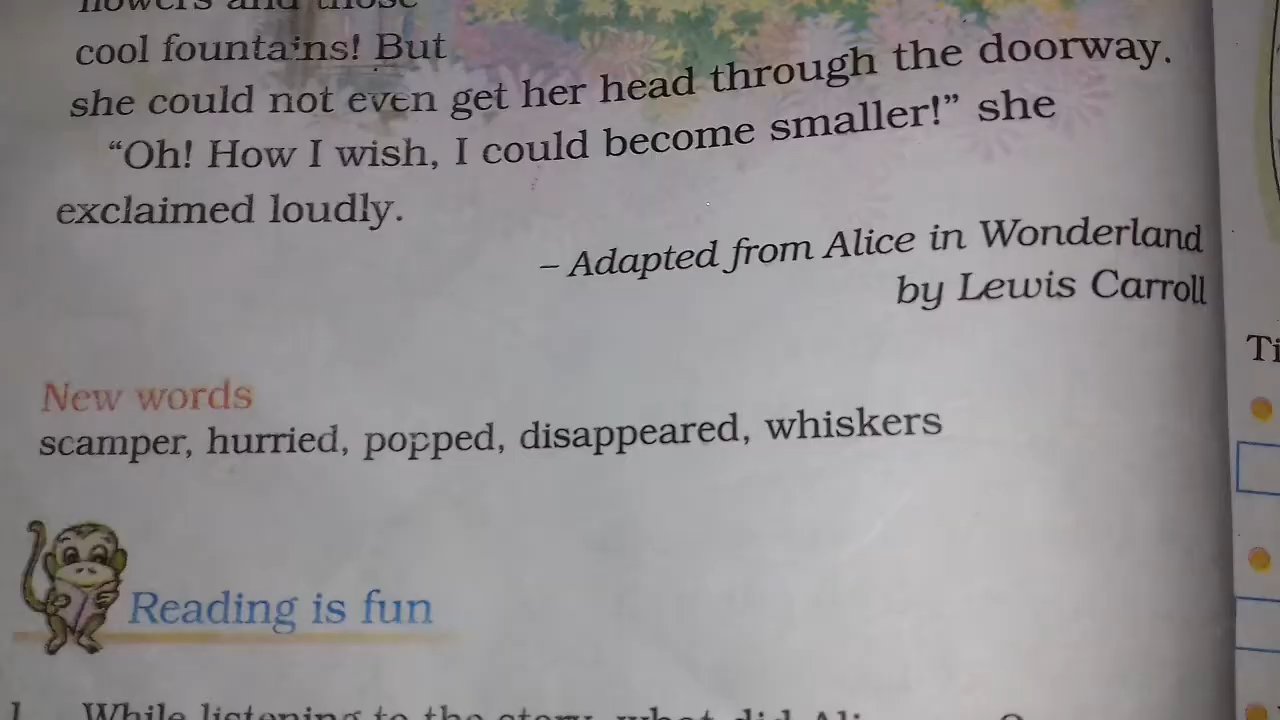 flowers and those
cool fountains! But
she could not even get her head through the doorway.
“Oh! How I wish, I could become smaller!” she
exclaimed loudly.
– Adapted from Alice in Wonderland
by Lewis Carroll
New words
scamper, hurried, popped, disappeared, whiskers
Reading is fun
1. While listening to the story, what did